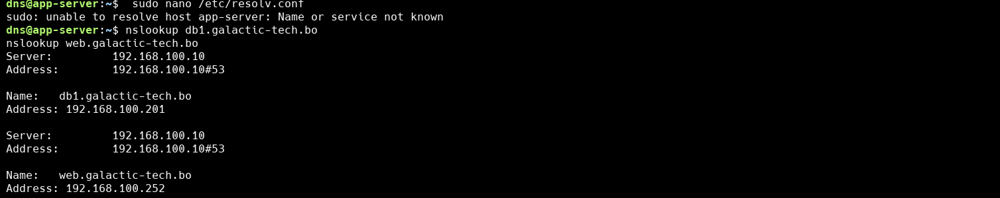 dns@app-server:~$  sudo nano /etc/resolv.conf
sudo: unable to resolve host app-server: Name or service not known
dns@app-server:~$ nslookup db1.galactic-tech.bo
nslookup web.galactic-tech.bo
Server:         192.168.100.10
Address:        192.168.100.10#53

Name:   db1.galactic-tech.bo
Address: 192.168.100.201

Server:         192.168.100.10
Address:        192.168.100.10#53

Name:   web.galactic-tech.bo
Address: 192.168.100.252